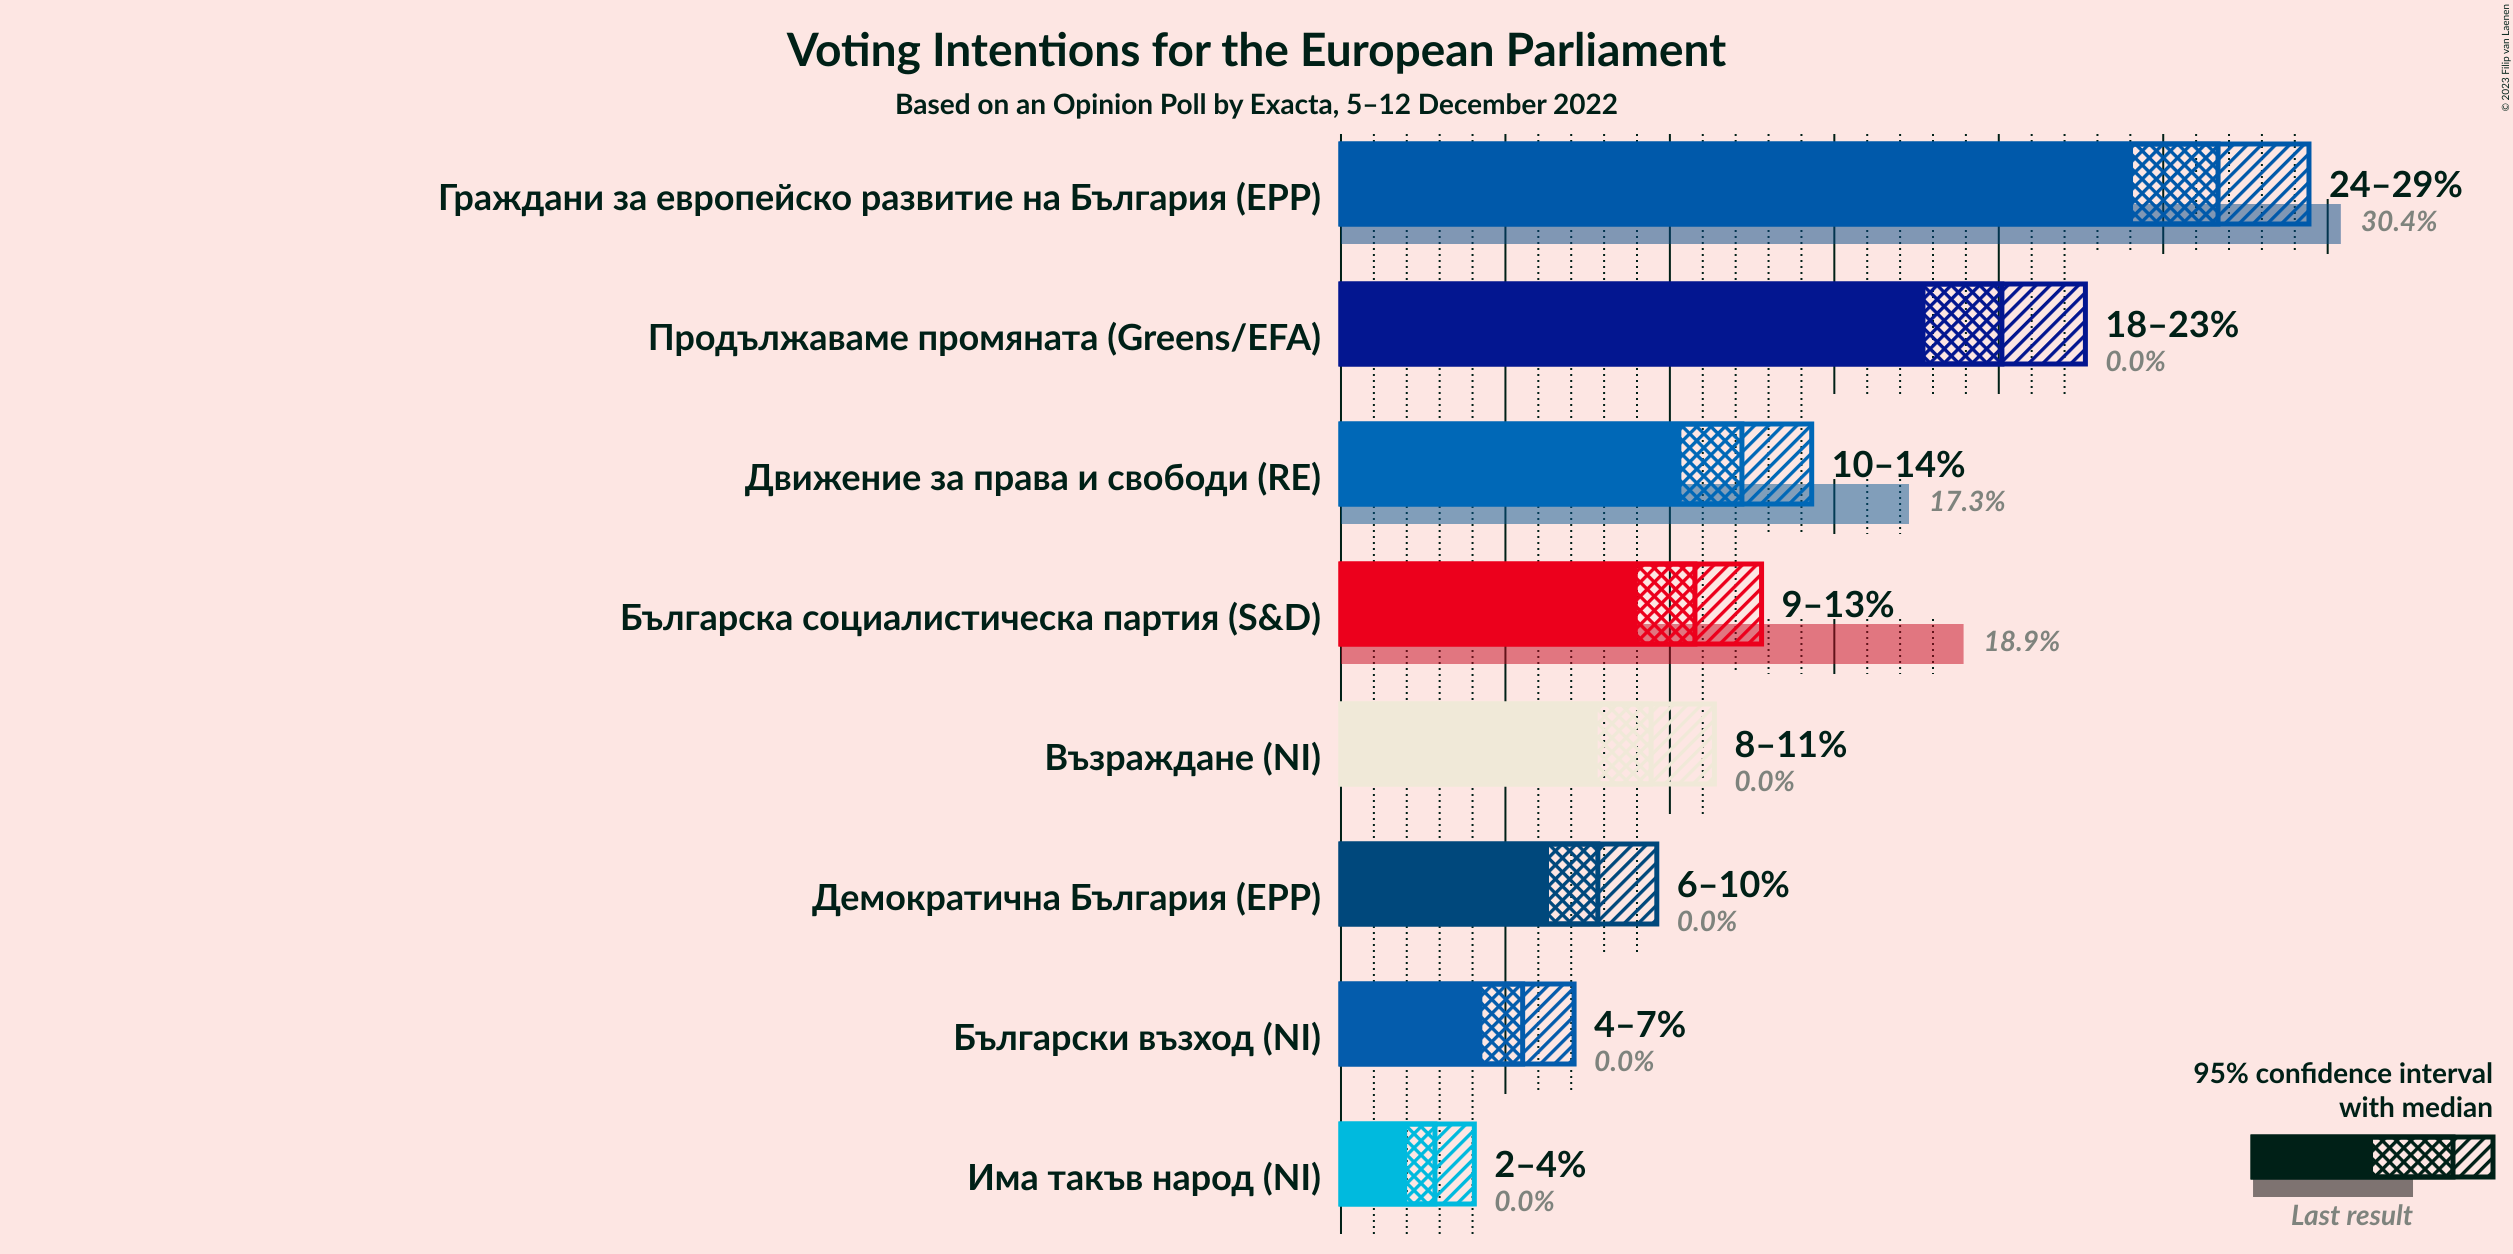 © 2023 Filip van Laenen
Voting Intentions for the European Parliament
Based on an Opinion Poll by Exacta, 5–12 December 2022
Граждани за европейско развитие на България (EPP)
24–29%
30.4%
Продължаваме промяната (Greens/EFA)
18–23%
0.0%
Движение за права и свободи (RE)
10–14%
17.3%
Българска социалистическа партия (S&D)
9–13%
18.9%
Възраждане (NI)
8–11%
0.0%
Демократична България (EPP)
6–10%
0.0%
Български възход (NI)
4–7%
0.0%
Има такъв народ (NI)
2–4%
0.0%
95% confidence interval
with median
Last result